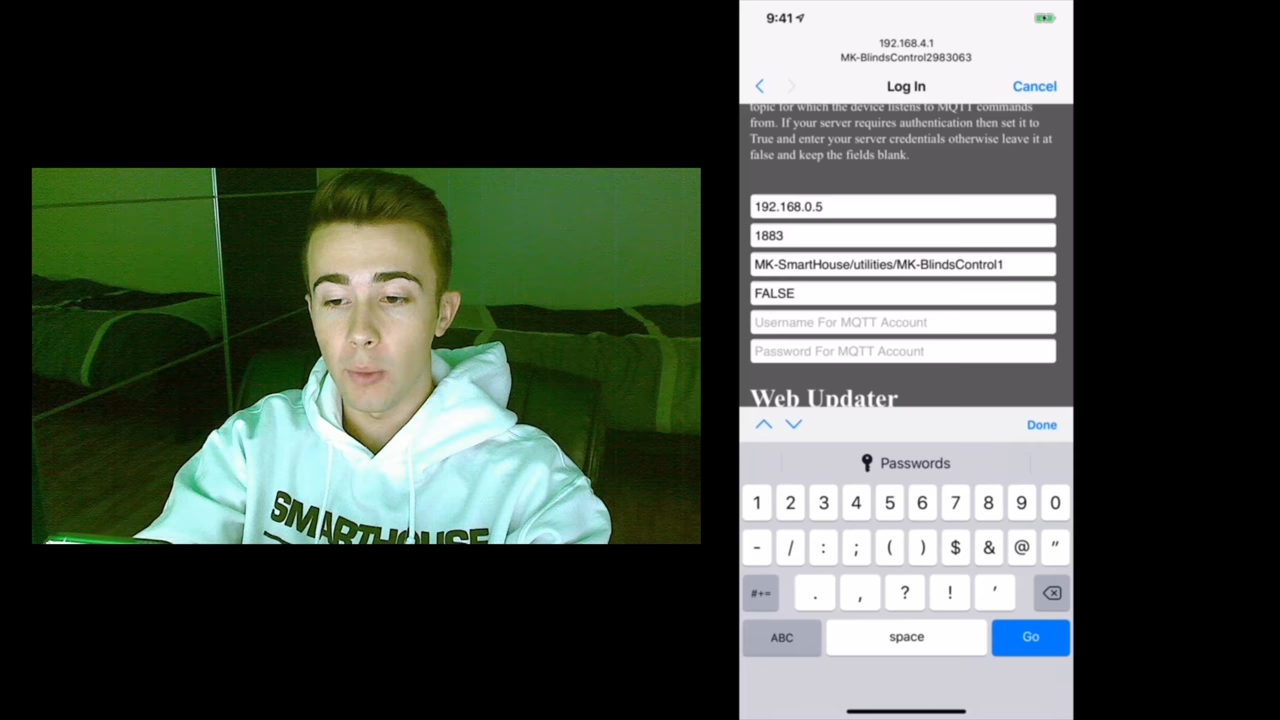 SMARTHOUSE
9:41
192.168.4.1
MK-BlindsControl2983063
Log In
Cancel
topic for which the device listens to MQTT commands
from. If your server requires authentication then set it to
True and enter your server credentials otherwise leave it at
false and keep the fields blank.
192.168.0.5
1883
MK-SmartHouse/utilities/MK-BlindsControl1
FALSE
Username For MQTT Account
Password For MQTT Account
Web Updater
Done
Passwords
1 2 3 4 5 6 7 8 9 0
- / : ; ( ) $ & @ "
#+= . , ? ! '
ABC space Go